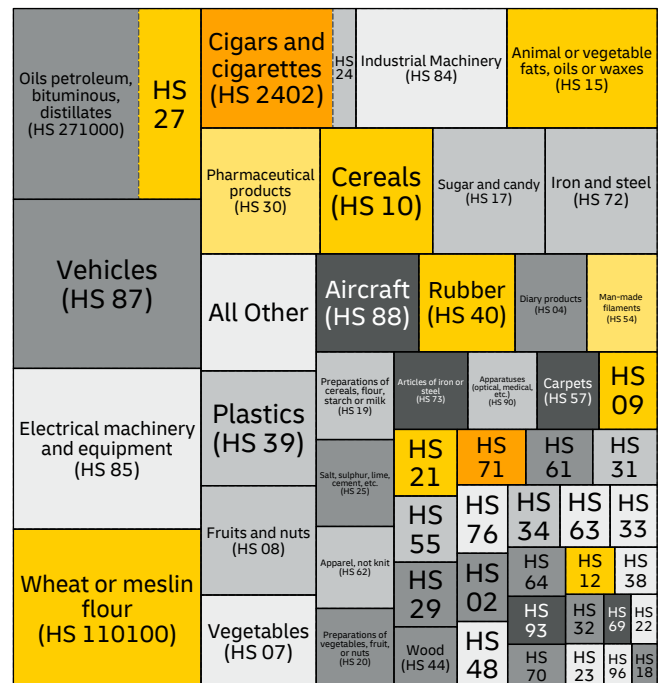 Oils petroleum,
bituminous,
distillates
(HS 271000)
HS
27
Cigars and
cigarettes
(HS 2402)
HS
24
Industrial Machinery
(HS 84)
Animal or vegetable
fats, oils or waxes
(HS 15)
Pharmaceutical
products
(HS 30)
Cereals
(HS 10)
Sugar and candy
(HS 17)
Iron and steel
(HS 72)
Vehicles
(HS 87)
All Other
Aircraft
(HS 88)
Rubber
(HS 40)
Diary products
(HS 04)
Man-made
filaments
(HS 54)
Electrical machinery
and equipment
(HS 85)
Plastics
(HS 39)
Preparations of
cereals, flour,
starch or milk
(HS 19)
Articles of iron or
steel
(HS 73)
Apparatuses
(optical, medical,
etc.)
(HS 90)
Carpets
(HS 57)
HS
09
Salt, sulphur, lime,
cement, etc.
(HS 25)
HS
21
HS
71
HS
61
HS
31
Fruits and nuts
(HS 08)
HS
55
HS
76
HS
34
HS
63
HS
33
Wheat or meslin
flour
(HS 110100)
Apparel, not knit
(HS 62)
HS
29
HS
02
HS
64
HS
12
HS
38
Vegetables
(HS 07)
Preparations of
vegetables, fruit,
or nuts
(HS 20)
Wood
(HS 44)
HS
48
HS
93
HS
32
HS
69
HS
22
HS
70
HS
23
HS
96
HS
18